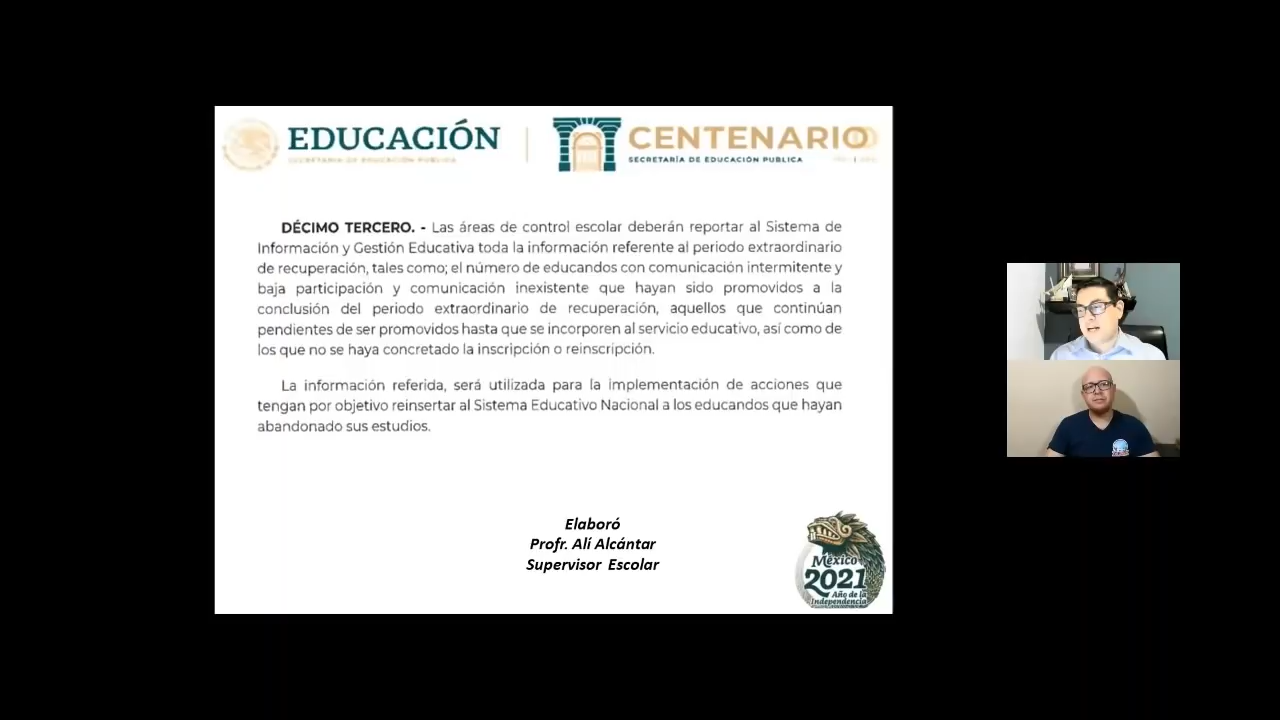 EDUCACIÓN
SECRETARÍA DE EDUCACIÓN PÚBLICA
CENTENARIO
SECRETARÍA DE EDUCACIÓN PUBLICA
DÉCIMO TERCERO. - Las áreas de control escolar deberán reportar al Sistema de
Información y Gestión Educativa toda la información referente al periodo extraordinario
de recuperación, tales como; el número de educandos con comunicación intermitente y
baja participación y comunicación inexistente que hayan sido promovidos a la
conclusión del periodo extraordinario de recuperación, aquellos que continúan
pendientes de ser promovidos hasta que se incorporen al servicio educativo, así como de
los que no se haya concretado la inscripción o reinscripción.
La información referida, será utilizada para la implementación de acciones que
tengan por objetivo reinsertar al Sistema Educativo Nacional a los educandos que hayan
abandonado sus estudios.
Elaboró
Profr. Alí Alcántar
Supervisor Escolar
México
2021
Año de la
Independencia